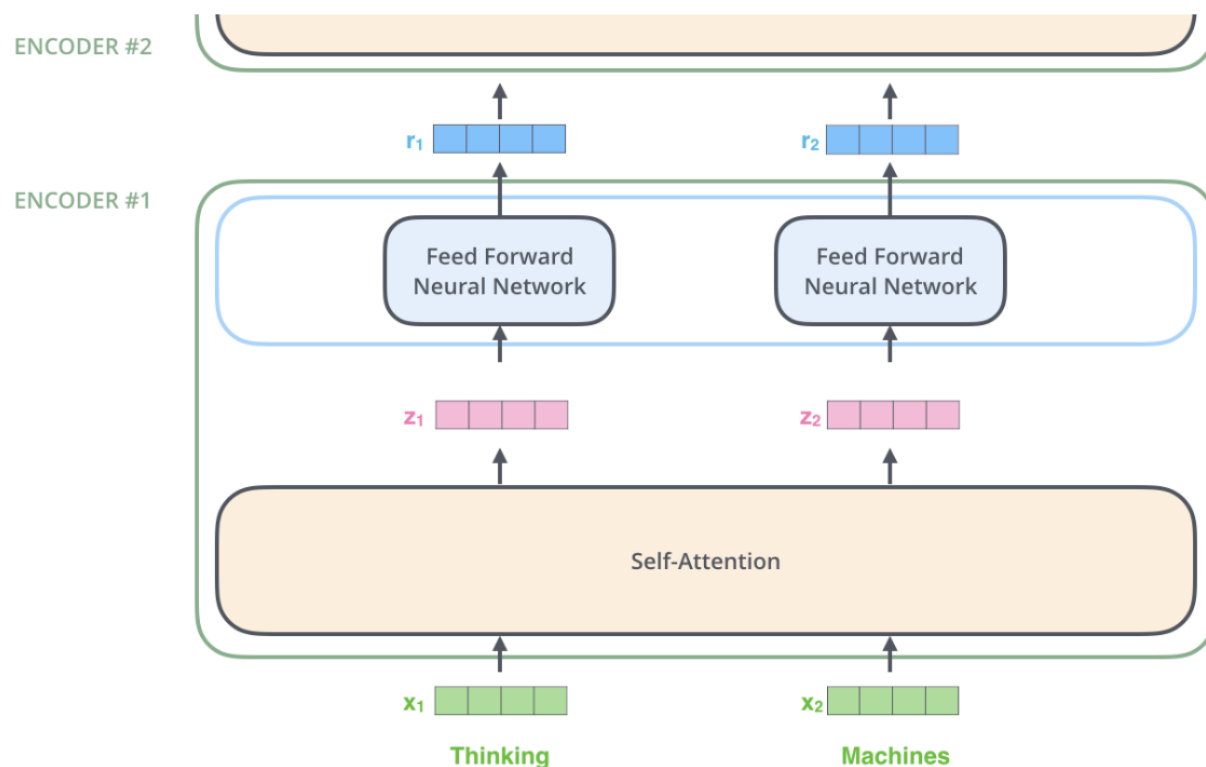 ENCODER #2
r₁
r₂
ENCODER #1
Feed Forward
Neural Network
Feed Forward
Neural Network
z₁
z₂
Self-Attention
x₁
x₂
Thinking
Machines